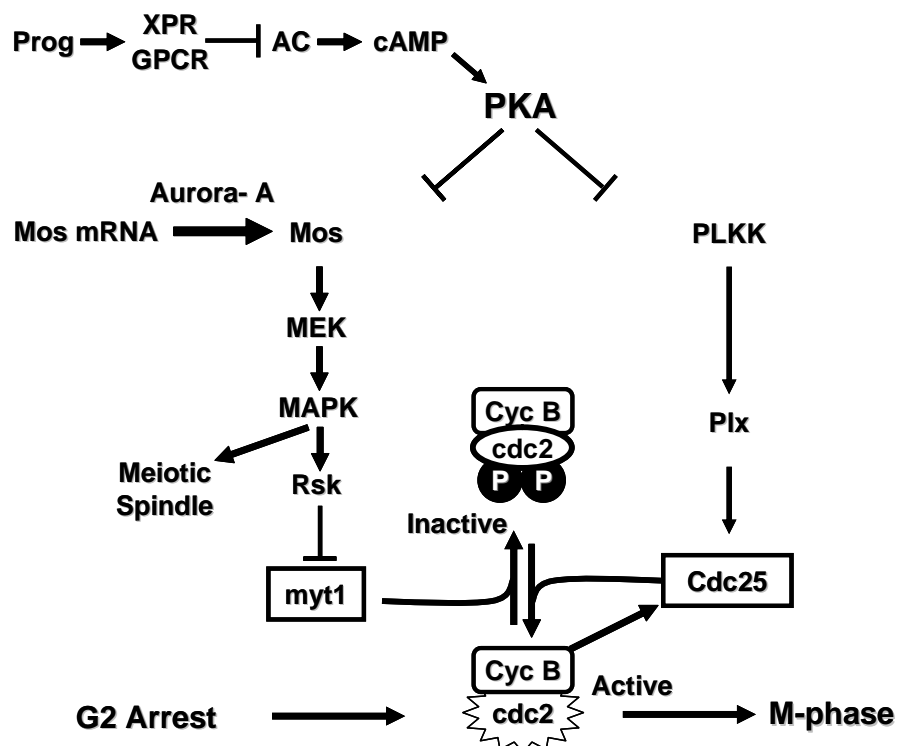 Prog
XPR
GPCR
AC
cAMP
PKA
Aurora- A
Mos mRNA
Mos
PLKK
MEK
MAPK
Cyc B
cdc2
P P
Plx
Meiotic
Spindle
Rsk
Inactive
myt1
Cdc25
Cyc B
cdc2
Active
G2 Arrest
M-phase